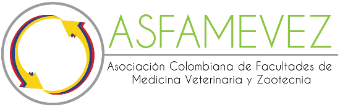 ASFAMEVEZ
Asociación Colombiana de Facultades de
Medicina Veterinaria y Zootecnia